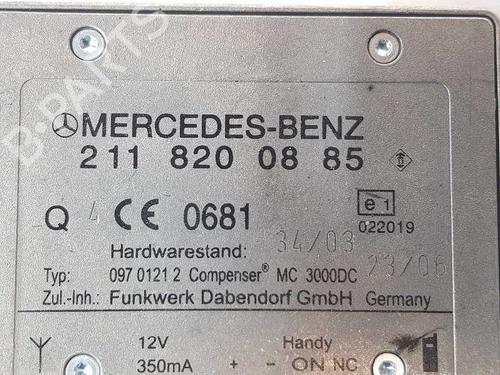 B-PARTS
MERCEDES-BENZ
211 820 08 85
Q 4 CE 0681 e1
022019
Hardwarestand: 34/03
Typ: 097 0121 2 Compenser® MC 3000DC 23/06
Zul.-Inh.: Funkwerk Dabendorf GmbH Germany
12V Handy
350mA + - ON NC